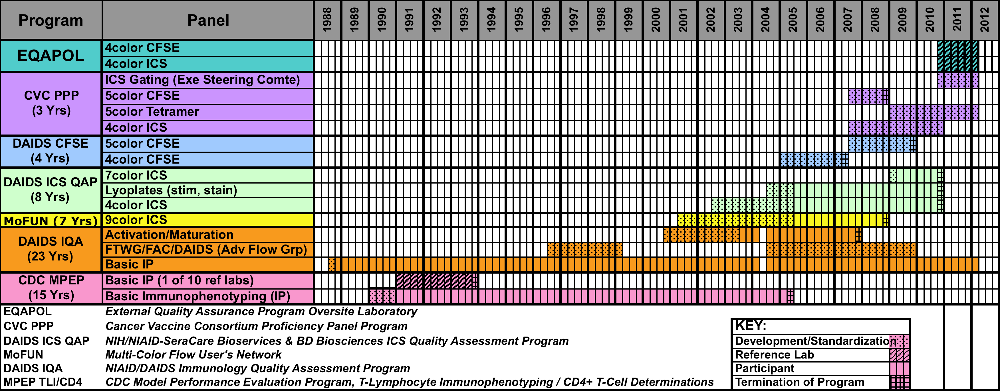 Program Panel 1988 1989 1990 1991 1992 1993 1994 1995 1996 1997 1998 1999 2000 2001 2002 2003 2004 2005 2006 2007 2008 2009 2010 2011 2012
EQAPOL
4color CFSE
4color ICS
CVC PPP
(3 Yrs)
ICS Gating (Exe Steering Comte)
5color CFSE
5color Tetramer
4color ICS
DAIDS CFSE
(4 Yrs)
5color CFSE
4color CFSE
DAIDS ICS QAP
(8 Yrs)
7color ICS
Lyoplates (stim, stain)
4color ICS
MoFUN (7 Yrs)
9color ICS
DAIDS IQA
(23 Yrs)
Activation/Maturation
FTWG/FAC/DAIDS (Adv Flow Grp)
Basic IP
CDC MPEP
(15 Yrs)
Basic IP (1 of 10 ref labs)
Basic Immunophenotyping (IP)
EQAPOL External Quality Assurance Program Oversite Laboratory
CVC PPP Cancer Vaccine Consortium Proficiency Panel Program
DAIDS ICS QAP NIH/NIAID-SeraCare Bioservices & BD Biosciences ICS Quality Assessment Program
MoFUN Multi-Color Flow User's Network
DAIDS IQA NIAID/DAIDS Immunology Quality Assessment Program
MPEP TLI/CD4 CDC Model Performance Evaluation Program, T-Lymphocyte Immunophenotyping / CD4+ T-Cell Determinations
KEY:
Development/Standardization
Reference Lab
Participant
Termination of Program